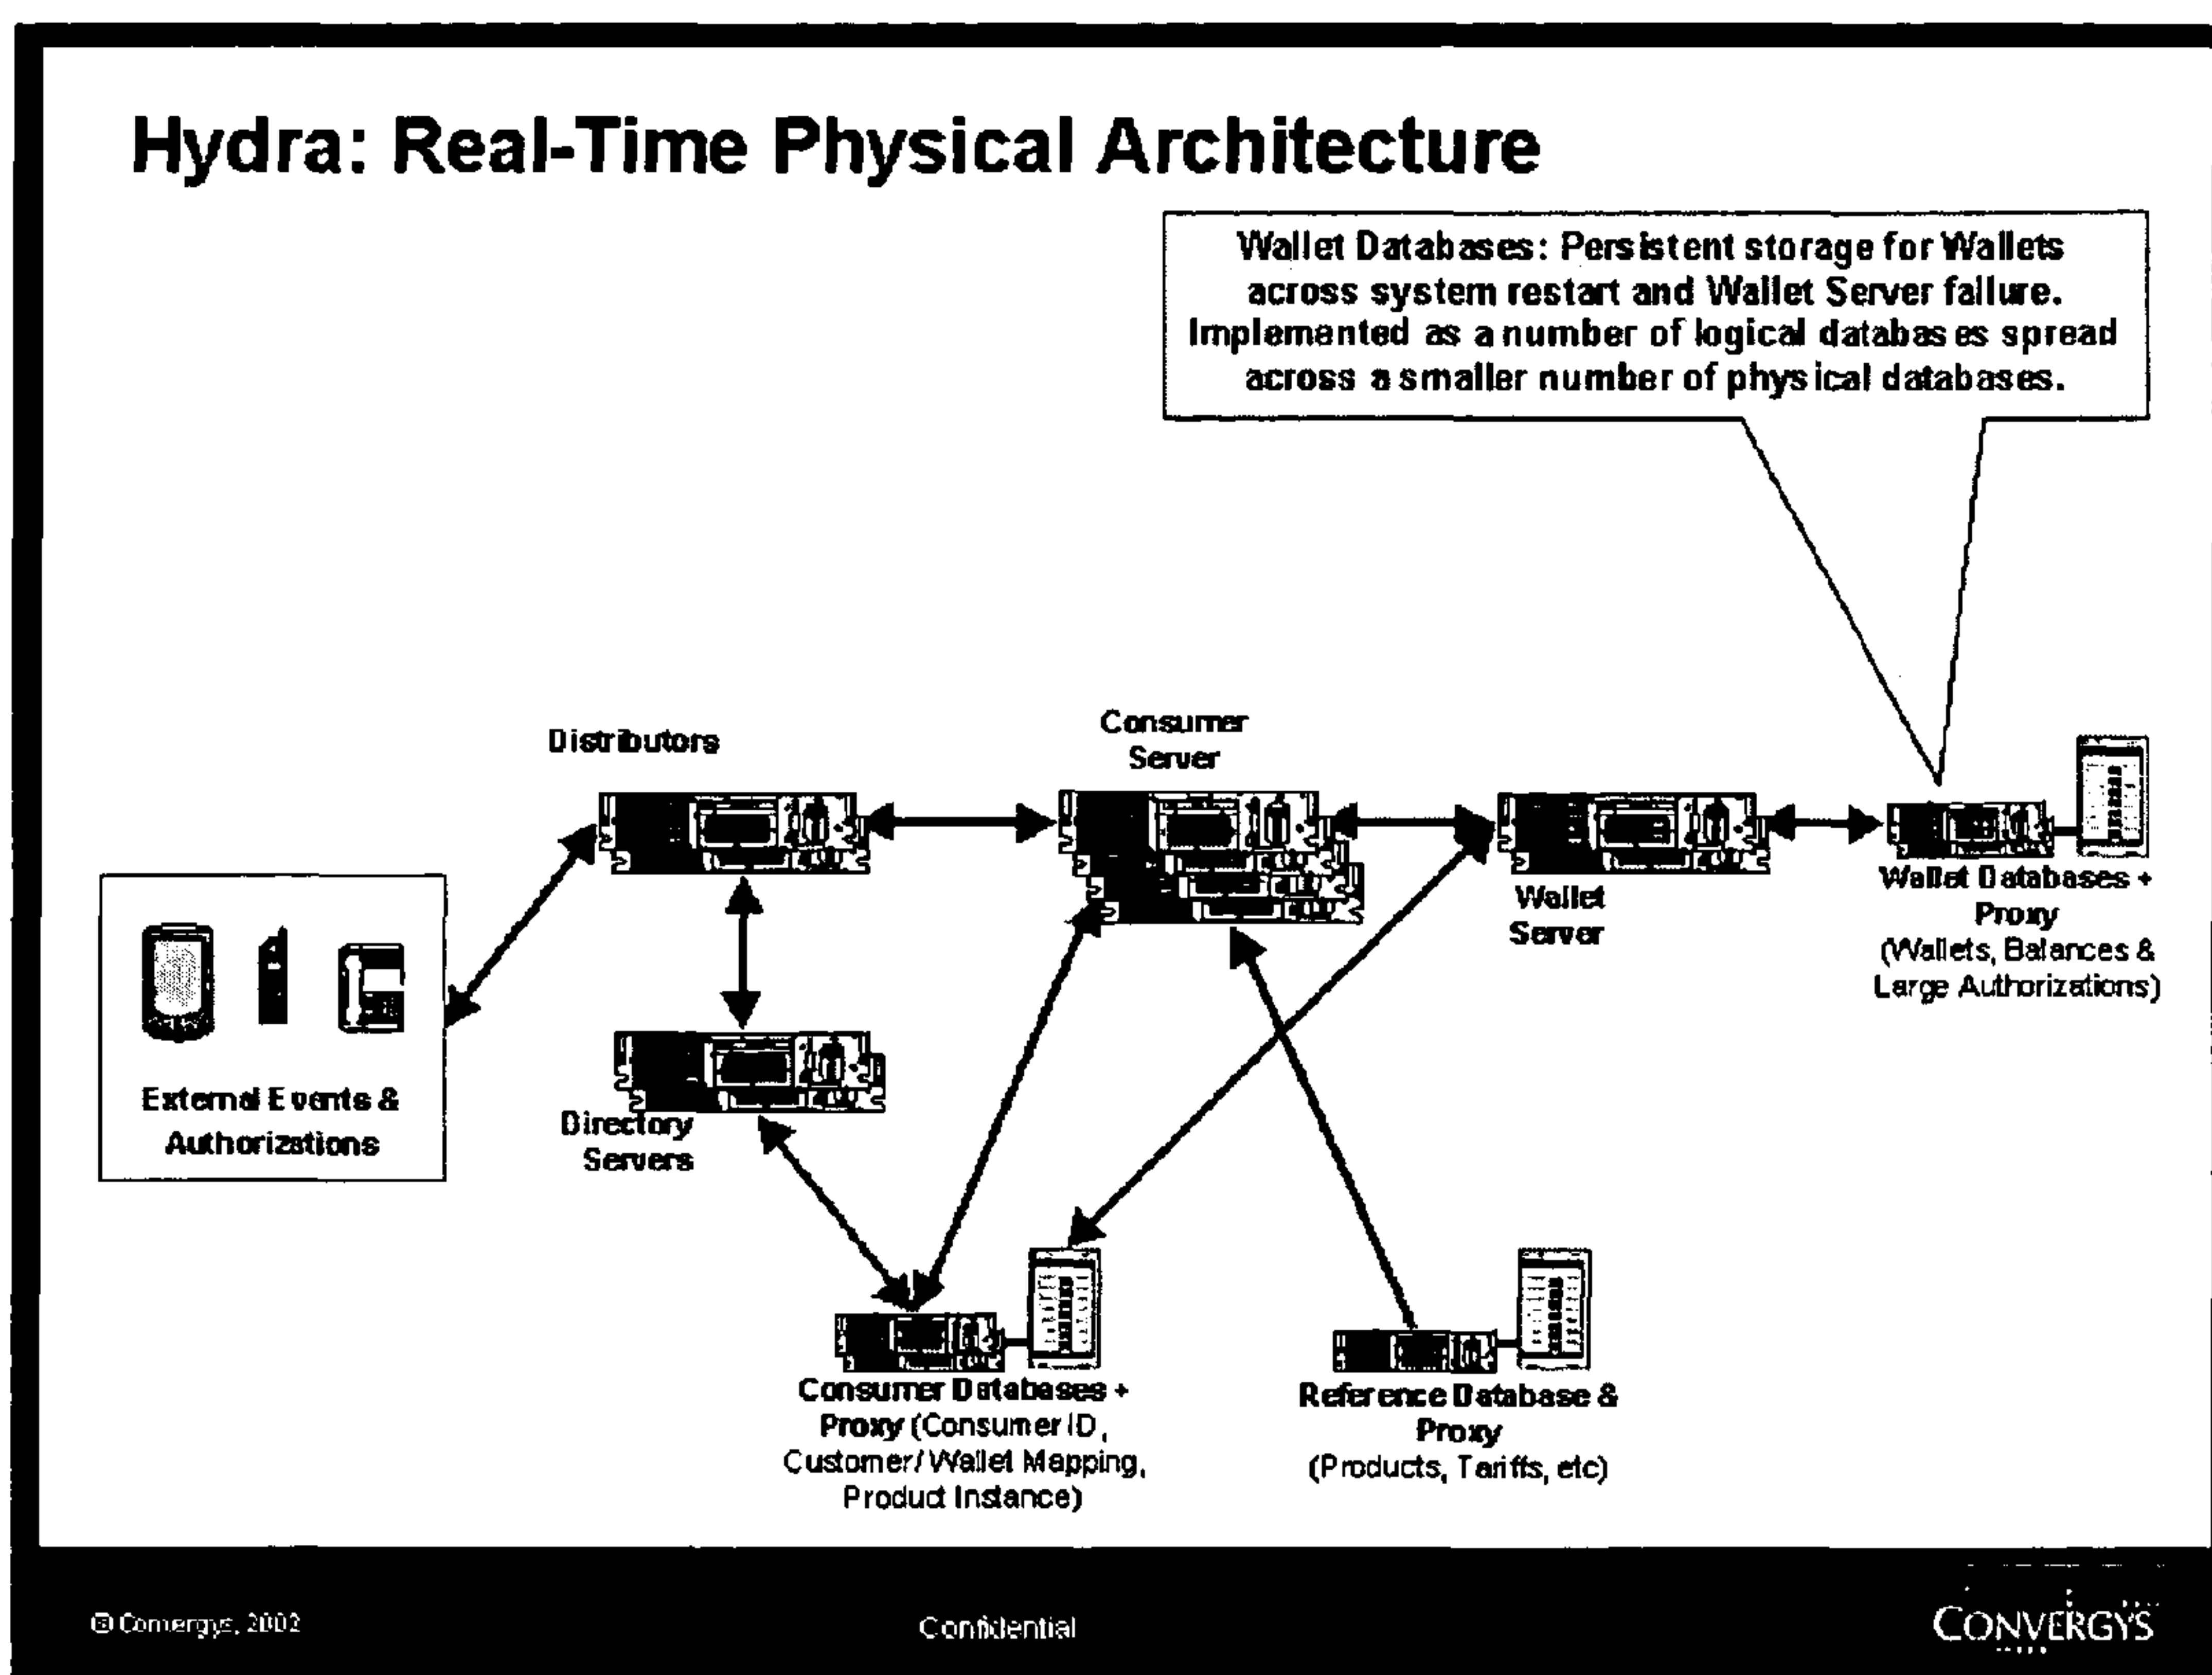 Hydra: Real-Time Physical Architecture
Wallet Databases: Persistent storage for Wallets
across system restart and Wallet Server failure.
Implemented as a number of logical databases spread
across a smaller number of physical databases.
Distributors
Consumer
Server
Wallet
Server
Wallet Databases +
Proxy
(Wallets, Balances &
Large Authorizations)
External Events &
Authorizations
Directory
Servers
Consumer Databases +
Proxy (Consumer ID,
Customer/Wallet Mapping,
Product Instance)
Reference Database &
Proxy
(Products, Tariffs, etc)
© Convergys, 2002
Confidential
CONVERGYS